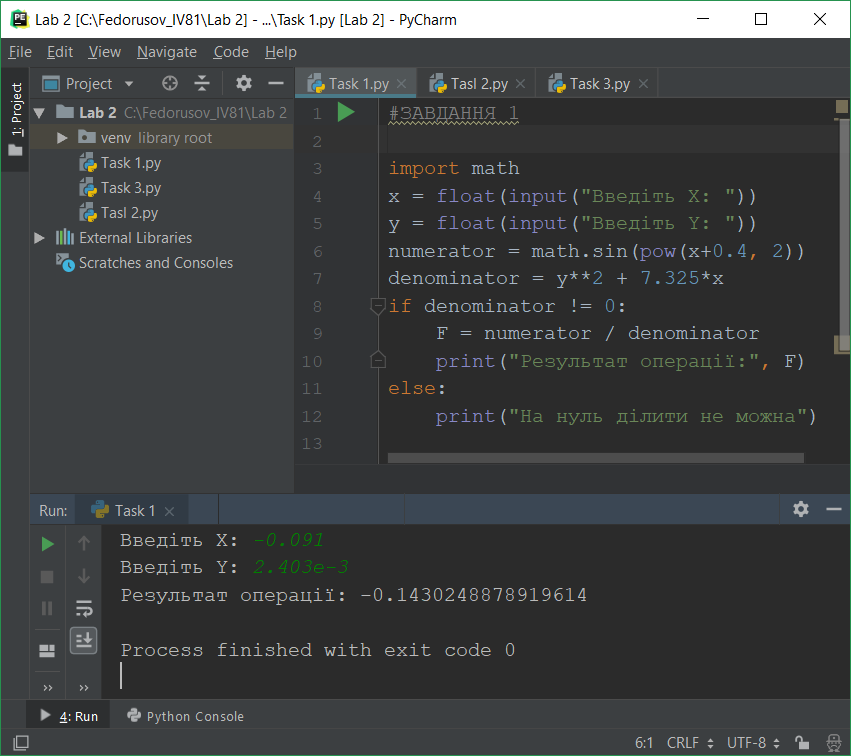 Lab 2 [C:\Fedorusov_IV81\Lab 2] - ...\Task 1.py [Lab 2] - PyCharm
File Edit View Navigate Code Help
Project
Task 1.py
Tasl 2.py
Task 3.py
1: Project
Lab 2 C:\Fedorusov_IV81\Lab 2
venv library root
Task 1.py
Task 3.py
Tasl 2.py
External Libraries
Scratches and Consoles
1 #ЗАВДАННЯ 1
2
3 import math
4 x = float(input("Введіть X: "))
5 y = float(input("Введіть Y: "))
6 numerator = math.sin(pow(x+0.4, 2))
7 denominator = y**2 + 7.325*x
8 if denominator != 0:
9     F = numerator / denominator
10     print("Результат операції:", F)
11 else:
12     print("На нуль ділити не можна")
13
Run: Task 1
Введіть X: -0.091
Введіть Y: 2.403e-3
Результат операції: -0.1430248878919614
Process finished with exit code 0
4: Run Python Console
6:1 CRLF UTF-8